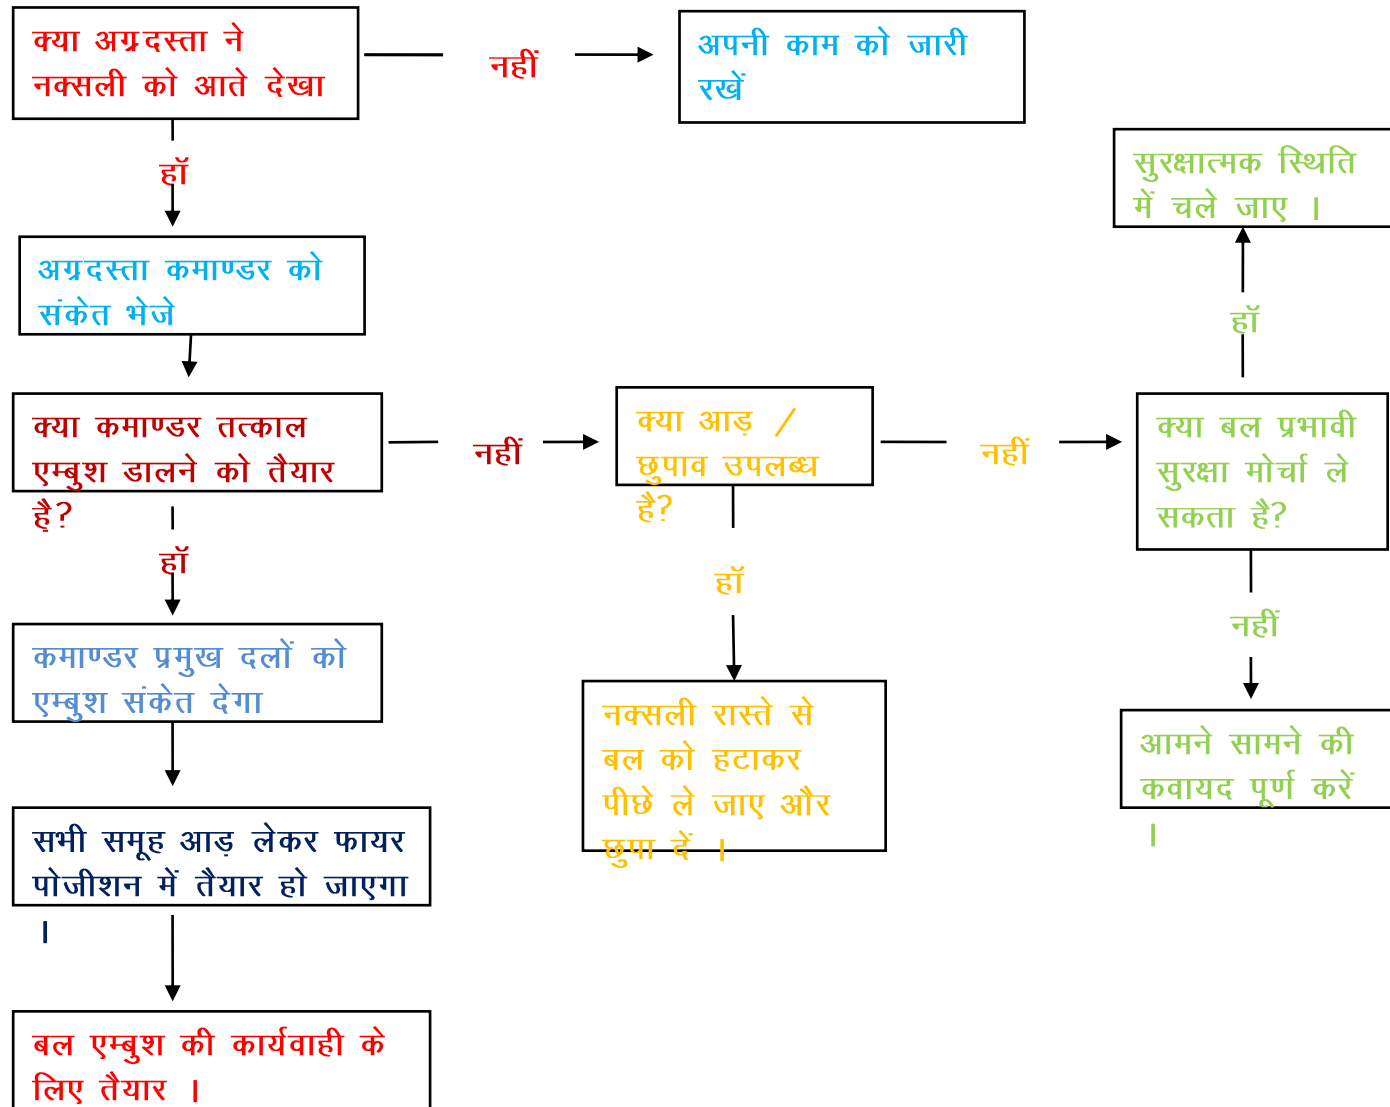 क्या अग्रदस्ता ने
नक्सली को आते देखा
नहीं
अपनी काम को जारी
रखें
हॉ
अग्रदस्ता कमाण्डर को
संकेत भेजे
क्या कमाण्डर तत्काल
एम्बुश डालने को तैयार
है?
नहीं
क्या आड़ /
छुपाव उपलब्ध
है?
नहीं
क्या बल प्रभावी
सुरक्षा मोर्चा ले
सकता है?
हॉ
सुरक्षात्मक स्थिति
में चले जाए ।
नहीं
आमने सामने की
कवायद पूर्ण करें
।
हॉ
नक्सली रास्ते से
बल को हटाकर
पीछे ले जाए और
छुपा दें ।
हॉ
कमाण्डर प्रमुख दलों को
एम्बुश संकेत देगा
सभी समूह आड़ लेकर फायर
पोजीशन में तैयार हो जाएगा
।
बल एम्बुश की कार्यवाही के
लिए तैयार ।